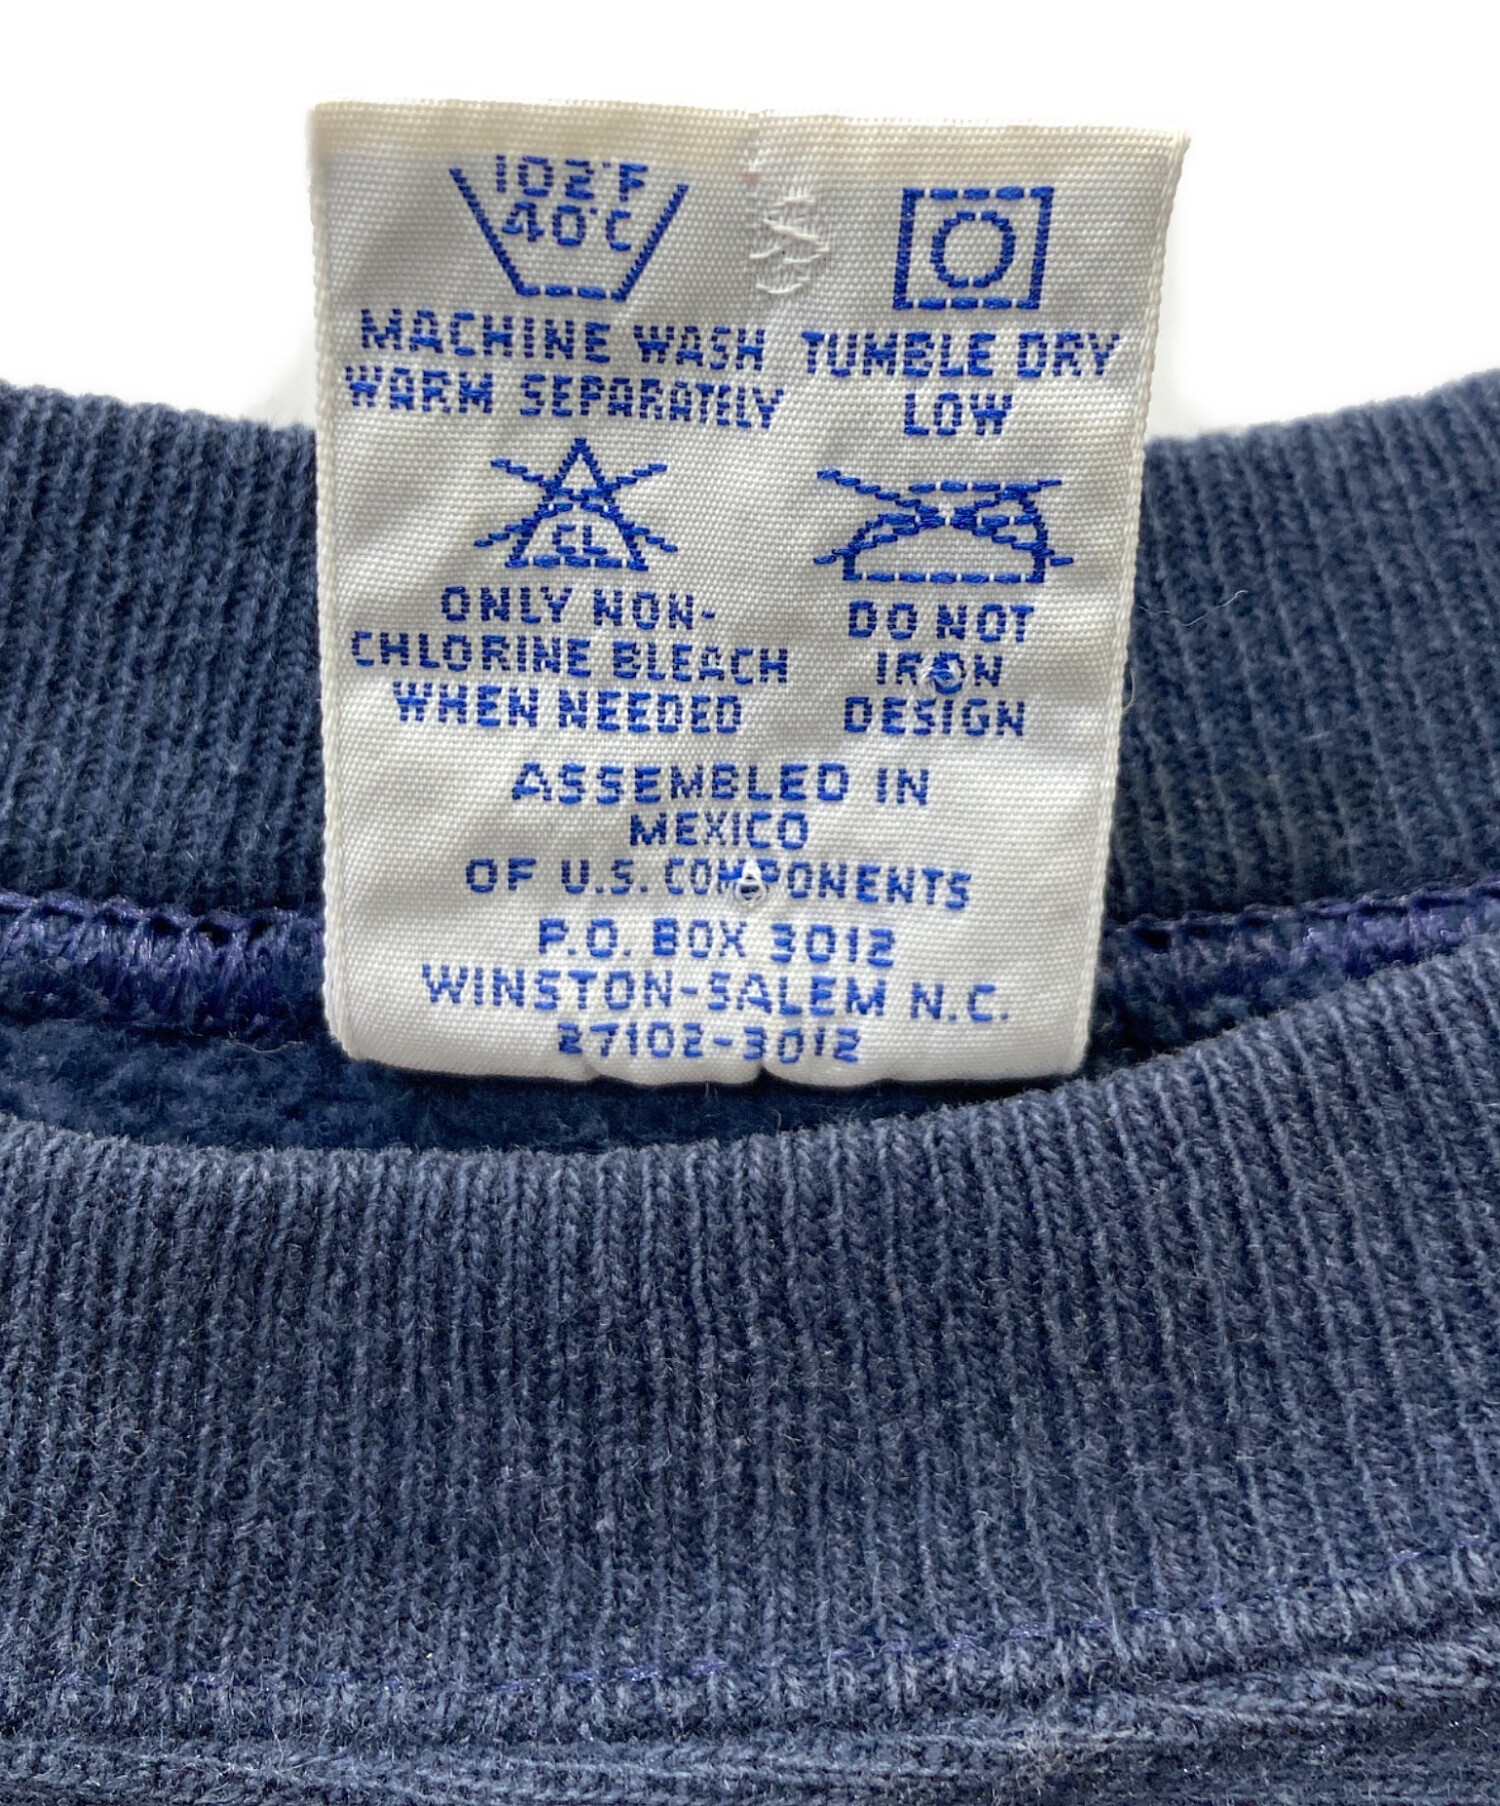 102°F
40°C
MACHINE WASH
WARM SEPARATELY
TUMBLE DRY
LOW
CL
ONLY NON-
CHLORINE BLEACH
WHEN NEEDED
DO NOT
IRON
DESIGN
ASSEMBLED IN
MEXICO
OF U.S. COMPONENTS
P.O. BOX 3012
WINSTON-SALEM N.C.
27102-3012